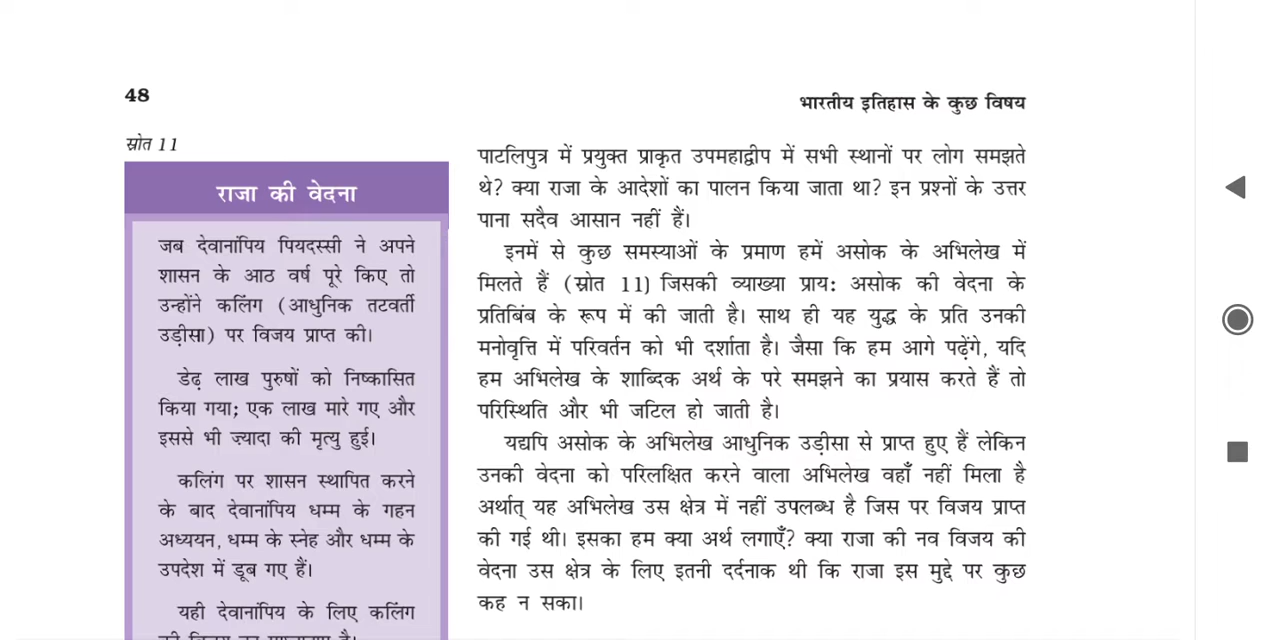 48
भारतीय इतिहास के कुछ विषय
स्रोत 11
राजा की वेदना
जब देवानांपिय पियदस्सी ने अपने
शासन के आठ वर्ष पूरे किए तो
उन्होंने कलिंग (आधुनिक तटवर्ती
उड़ीसा) पर विजय प्राप्त की।
डेढ़ लाख पुरुषों को निष्कासित
किया गया; एक लाख मारे गए और
इससे भी ज़्यादा की मृत्यु हुई।
कलिंग पर शासन स्थापित करने
के बाद देवानांपिय धम्म के गहन
अध्ययन, धम्म के स्नेह और धम्म के
उपदेश में डूब गए हैं।
यही देवानांपिय के लिए कलिंग
पाटलिपुत्र में प्रयुक्त प्राकृत उपमहाद्वीप में सभी स्थानों पर लोग समझते
थे? क्या राजा के आदेशों का पालन किया जाता था? इन प्रश्नों के उत्तर
पाना सदैव आसान नहीं हैं।
इनमें से कुछ समस्याओं के प्रमाण हमें असोक के अभिलेख में
मिलते हैं (स्रोत 11) जिसकी व्याख्या प्राय: असोक की वेदना के
प्रतिबिंब के रूप में की जाती है। साथ ही यह युद्ध के प्रति उनकी
मनोवृत्ति में परिवर्तन को भी दर्शाता है। जैसा कि हम आगे पढ़ेंगे, यदि
हम अभिलेख के शाब्दिक अर्थ के परे समझने का प्रयास करते हैं तो
परिस्थिति और भी जटिल हो जाती है।
यद्यपि असोक के अभिलेख आधुनिक उड़ीसा से प्राप्त हुए हैं लेकिन
उनकी वेदना को परिलक्षित करने वाला अभिलेख वहाँ नहीं मिला है
अर्थात् यह अभिलेख उस क्षेत्र में नहीं उपलब्ध है जिस पर विजय प्राप्त
की गई थी। इसका हम क्या अर्थ लगाएँ? क्या राजा की नव विजय की
वेदना उस क्षेत्र के लिए इतनी दर्दनाक थी कि राजा इस मुद्दे पर कुछ
कह न सका।